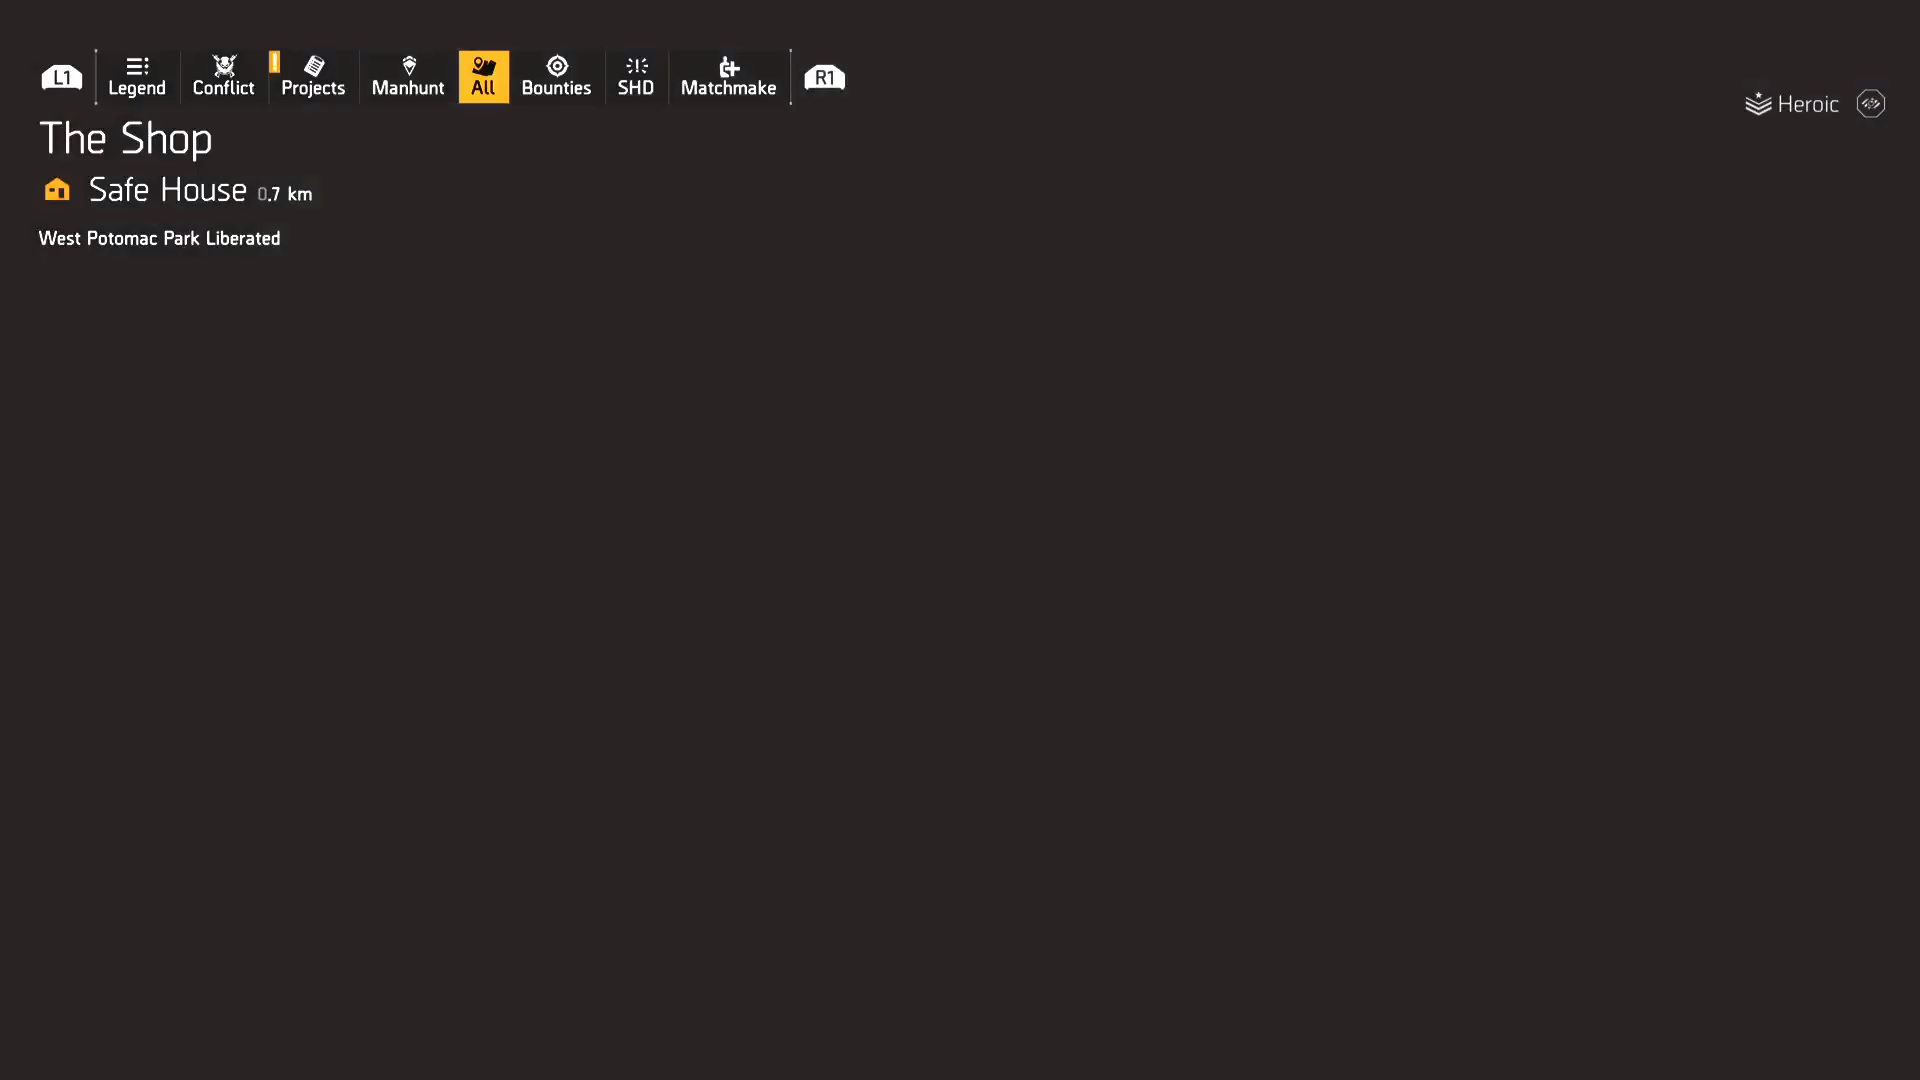 L1 Legend Conflict Projects Manhunt All Bounties SHD Matchmake R1
Heroic
The Shop
Safe House 0.7 km
West Potomac Park Liberated